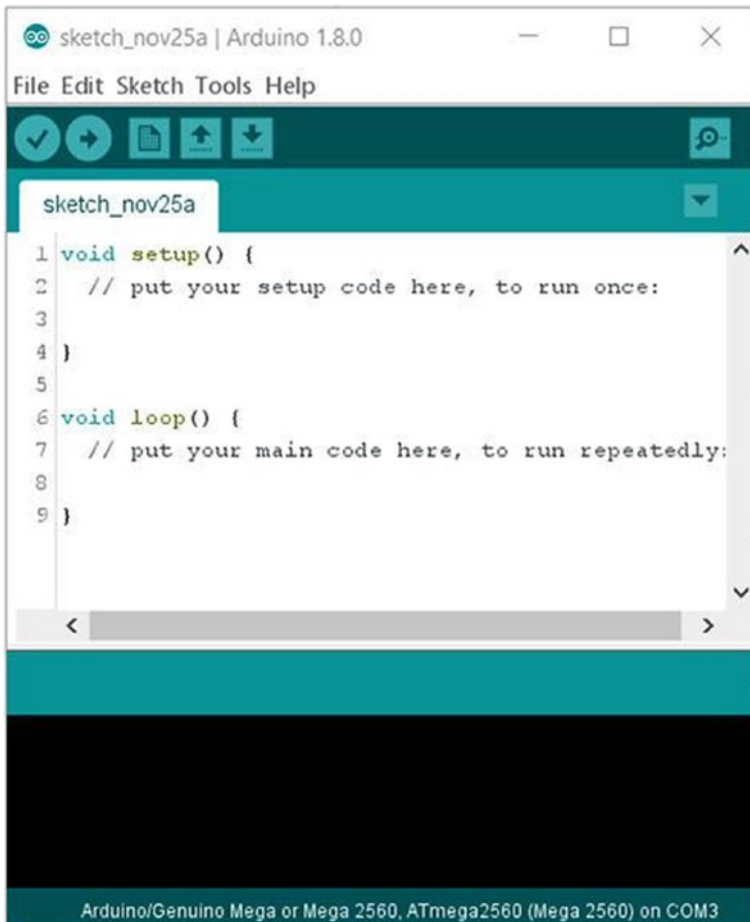 sketch_nov25a | Arduino 1.8.0
File Edit Sketch Tools Help
sketch_nov25a
1 void setup() {
2   // put your setup code here, to run once:
3
4 }
5
6 void loop() {
7   // put your main code here, to run repeatedly:
8
9 }
Arduino/Genuino Mega or Mega 2560, ATmega2560 (Mega 2560) on COM3